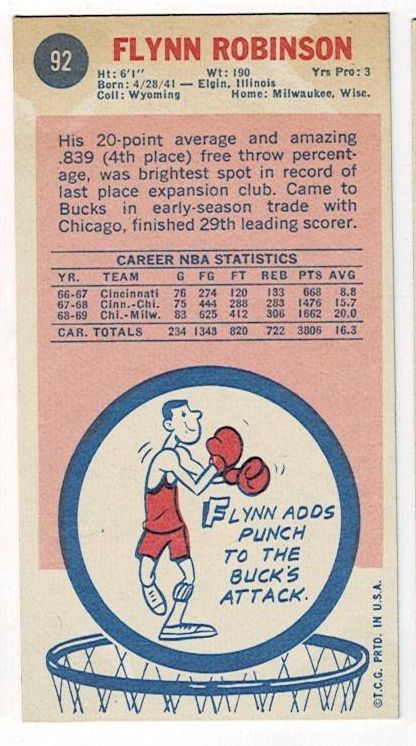 92
FLYNN ROBINSON
Ht: 6'1" Wt: 190 Yrs Pro: 3
Born: 4/28/41 — Elgin, Illinois
Coll: Wyoming Home: Milwaukee, Wisc.
His 20-point average and amazing
.839 (4th place) free throw percent-
age, was brightest spot in record of
last place expansion club. Came to
Bucks in early-season trade with
Chicago, finished 29th leading scorer.
CAREER NBA STATISTICS
YR. TEAM G FG FT REB PTS AVG
66-67 Cincinnati 76 274 120 133 668 8.8
67-68 Cinn.-Chi. 75 444 288 283 1476 15.7
68-69 Chi.-Milw. 83 625 412 306 1662 20.0
CAR. TOTALS 234 1343 820 722 3806 16.3
FLYNN ADDS
PUNCH
TO THE
BUCK'S
ATTACK.
©T.C.G. PRTD. IN U.S.A.